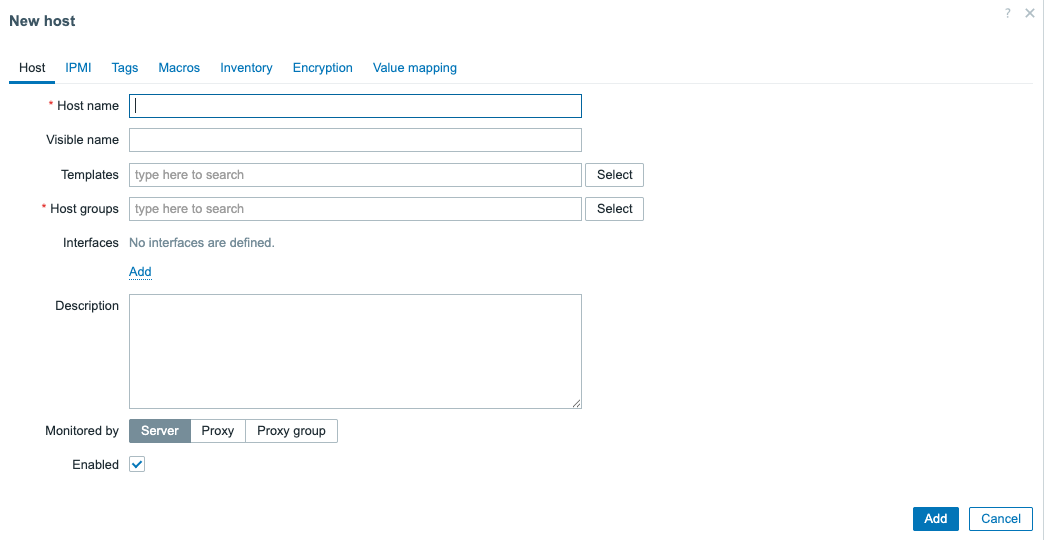 New host
?
Host IPMI Tags Macros Inventory Encryption Value mapping
* Host name
Visible name
Templates type here to search Select
* Host groups type here to search Select
Interfaces No interfaces are defined.
Add
Description
Monitored by Server Proxy Proxy group
Enabled
Add Cancel